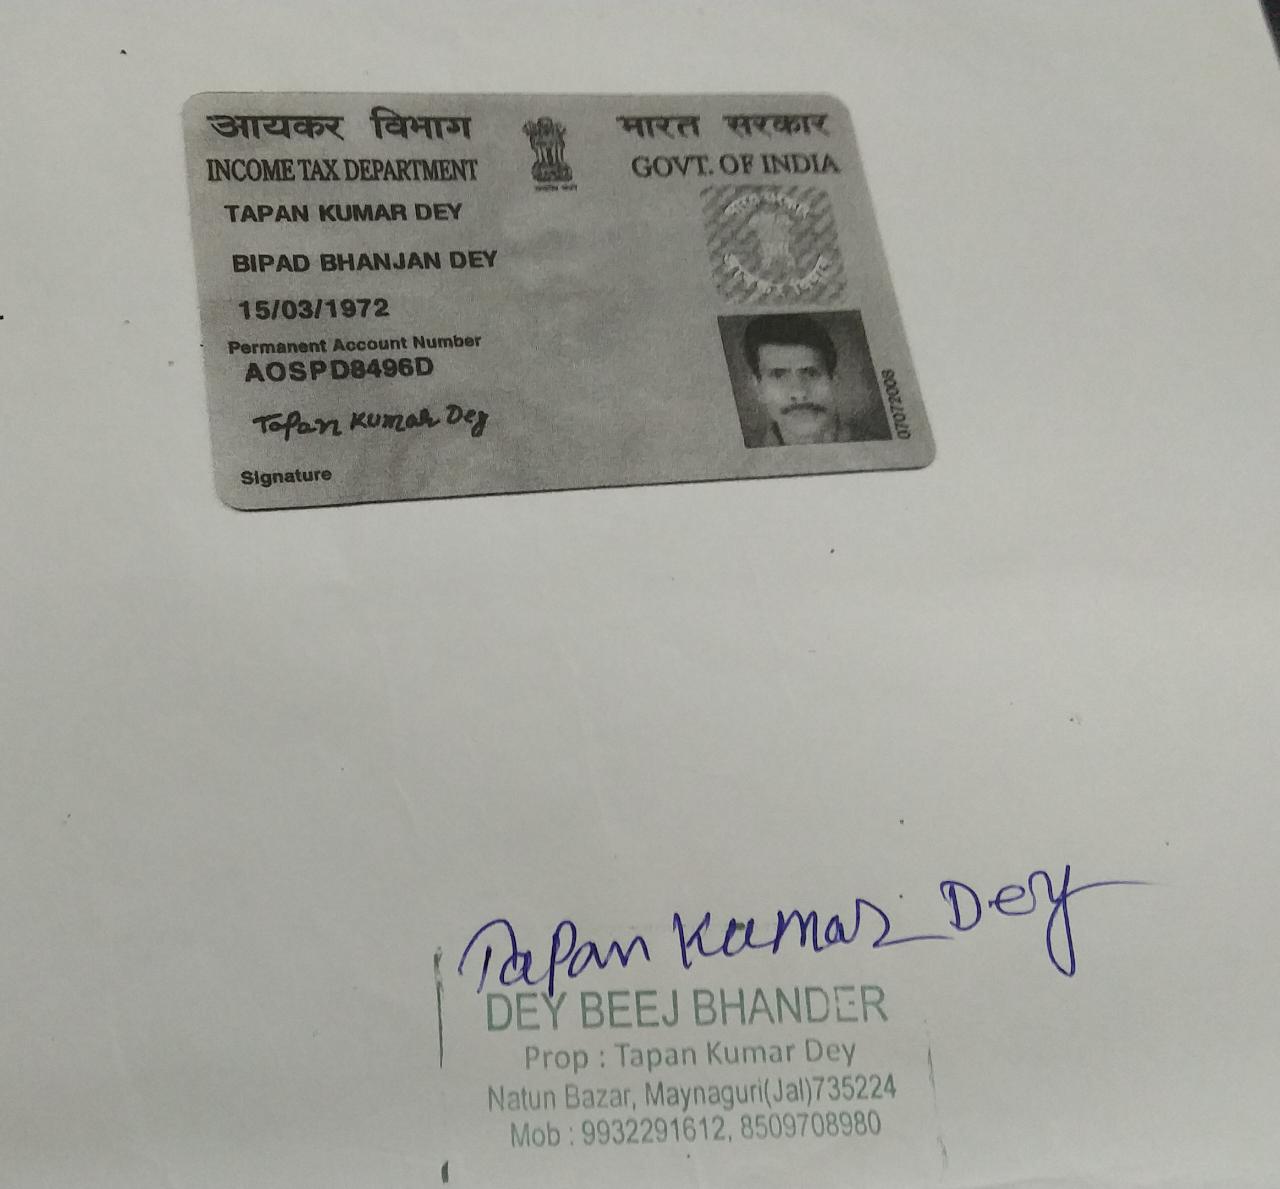 आयकर विभाग
INCOME TAX DEPARTMENT
भारत सरकार
GOVT. OF INDIA
TAPAN KUMAR DEY
BIPAD BHANJAN DEY
15/03/1972
Permanent Account Number
AOSPD8496D
Tapan Kumar Dey
Signature
07072008
Tapan Kumar Dey
DEY BEEJ BHANDER
Prop : Tapan Kumar Dey
Natun Bazar, Maynaguri(Jal)735224
Mob : 9932291612, 8509708980